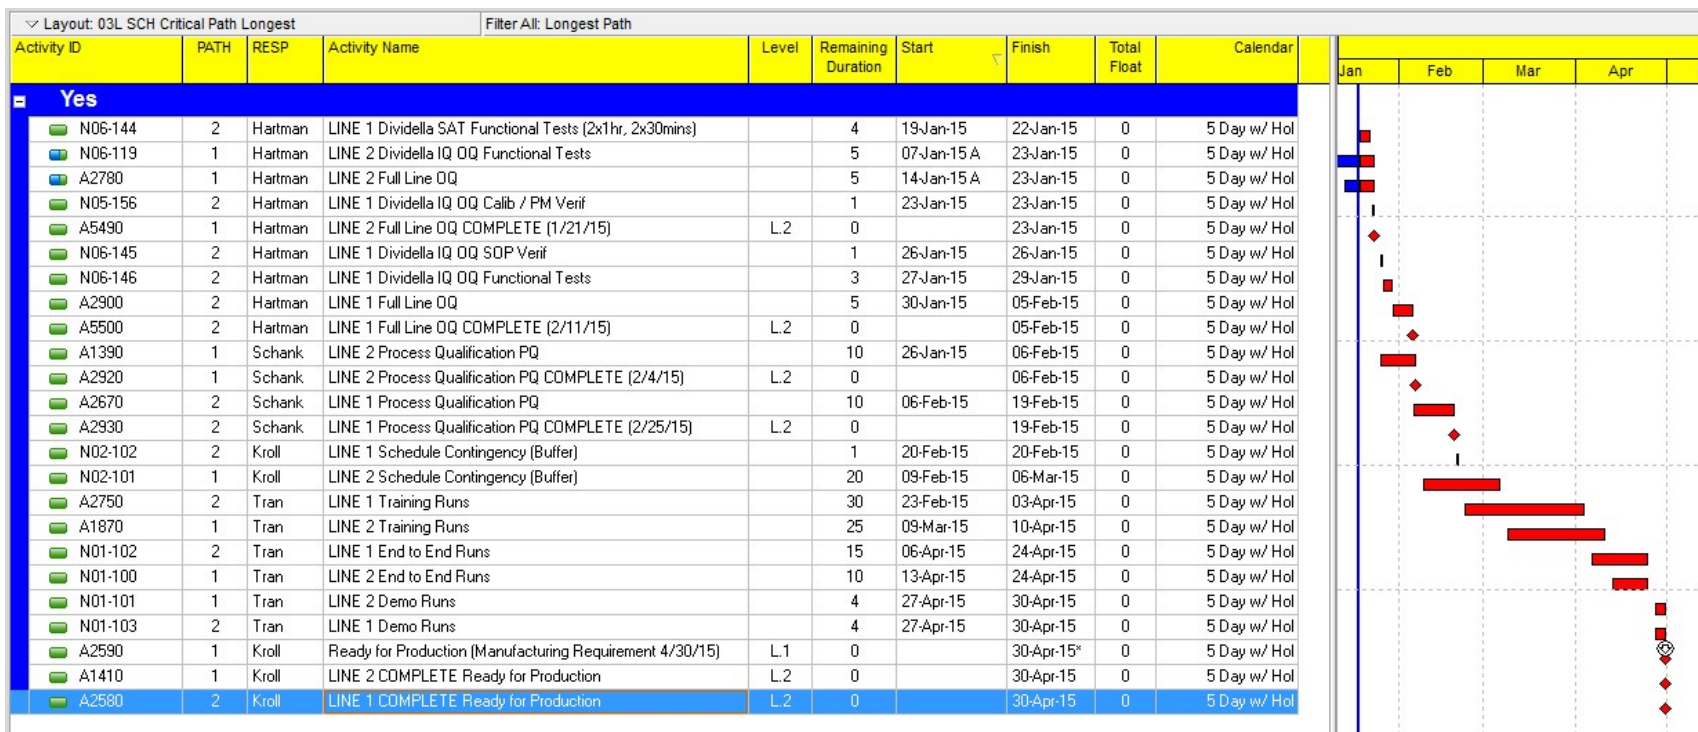 Layout: 03L SCH Critical Path Longest Filter All: Longest Path
Activity ID PATH RESP Activity Name Level Remaining Duration Start Finish Total Float Calendar
Jan Feb Mar Apr
Yes
N06-144 2 Hartman LINE 1 Dividella SAT Functional Tests (2x1hr, 2x30mins) 4 19-Jan-15 22-Jan-15 0 5 Day w/ Hol
N06-119 1 Hartman LINE 2 Dividella IQ OQ Functional Tests 5 07-Jan-15 A 23-Jan-15 0 5 Day w/ Hol
A2780 1 Hartman LINE 2 Full Line OQ 5 14-Jan-15 A 23-Jan-15 0 5 Day w/ Hol
N05-156 2 Hartman LINE 1 Dividella IQ OQ Calib / PM Verif 1 23-Jan-15 23-Jan-15 0 5 Day w/ Hol
A5490 1 Hartman LINE 2 Full Line OQ COMPLETE (1/21/15) L.2 0 23-Jan-15 0 5 Day w/ Hol
N06-145 2 Hartman LINE 1 Dividella IQ OQ SOP Verif 1 26-Jan-15 26-Jan-15 0 5 Day w/ Hol
N06-146 2 Hartman LINE 1 Dividella IQ OQ Functional Tests 3 27-Jan-15 29-Jan-15 0 5 Day w/ Hol
A2900 2 Hartman LINE 1 Full Line OQ 5 30-Jan-15 05-Feb-15 0 5 Day w/ Hol
A5500 2 Hartman LINE 1 Full Line OQ COMPLETE (2/11/15) L.2 0 05-Feb-15 0 5 Day w/ Hol
A1390 1 Schank LINE 2 Process Qualification PQ 10 26-Jan-15 06-Feb-15 0 5 Day w/ Hol
A2920 1 Schank LINE 2 Process Qualification PQ COMPLETE (2/4/15) L.2 0 06-Feb-15 0 5 Day w/ Hol
A2670 2 Schank LINE 1 Process Qualification PQ 10 06-Feb-15 19-Feb-15 0 5 Day w/ Hol
A2930 2 Schank LINE 1 Process Qualification PQ COMPLETE (2/25/15) L.2 0 19-Feb-15 0 5 Day w/ Hol
N02-102 2 Kroll LINE 1 Schedule Contingency (Buffer) 1 20-Feb-15 20-Feb-15 0 5 Day w/ Hol
N02-101 1 Kroll LINE 2 Schedule Contingency (Buffer) 20 09-Feb-15 06-Mar-15 0 5 Day w/ Hol
A2750 2 Tran LINE 1 Training Runs 30 23-Feb-15 03-Apr-15 0 5 Day w/ Hol
A1870 1 Tran LINE 2 Training Runs 25 09-Mar-15 10-Apr-15 0 5 Day w/ Hol
N01-102 2 Tran LINE 1 End to End Runs 15 06-Apr-15 24-Apr-15 0 5 Day w/ Hol
N01-100 1 Tran LINE 2 End to End Runs 10 13-Apr-15 24-Apr-15 0 5 Day w/ Hol
N01-101 1 Tran LINE 2 Demo Runs 4 27-Apr-15 30-Apr-15 0 5 Day w/ Hol
N01-103 2 Tran LINE 1 Demo Runs 4 27-Apr-15 30-Apr-15 0 5 Day w/ Hol
A2590 1 Kroll Ready for Production (Manufacturing Requirement 4/30/15) L.1 0 30-Apr-15* 0 5 Day w/ Hol
A1410 1 Kroll LINE 2 COMPLETE Ready for Production L.2 0 30-Apr-15 0 5 Day w/ Hol
A2580 2 Kroll LINE 1 COMPLETE Ready for Production L.2 0 30-Apr-15 0 5 Day w/ Hol